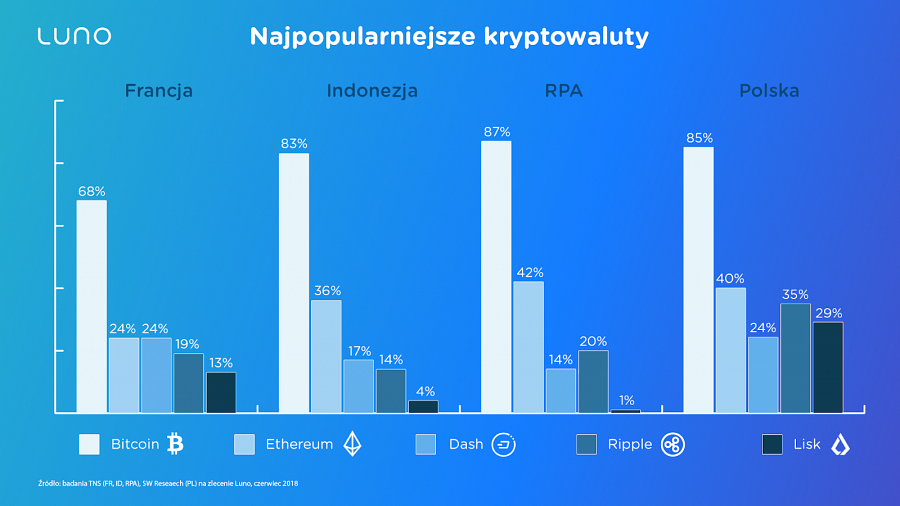 LUNO
Najpopularniejsze kryptowaluty
Francja Indonezja RPA Polska
68% 24% 24% 19% 13%
83% 36% 17% 14% 4%
87% 42% 14% 20% 1%
85% 40% 24% 35% 29%
Bitcoin Ethereum Dash Ripple Lisk
Źródło: badania TNS (FR, ID, RPA), SW Reseaech (PL) na zlecenie Luno, czerwiec 2018